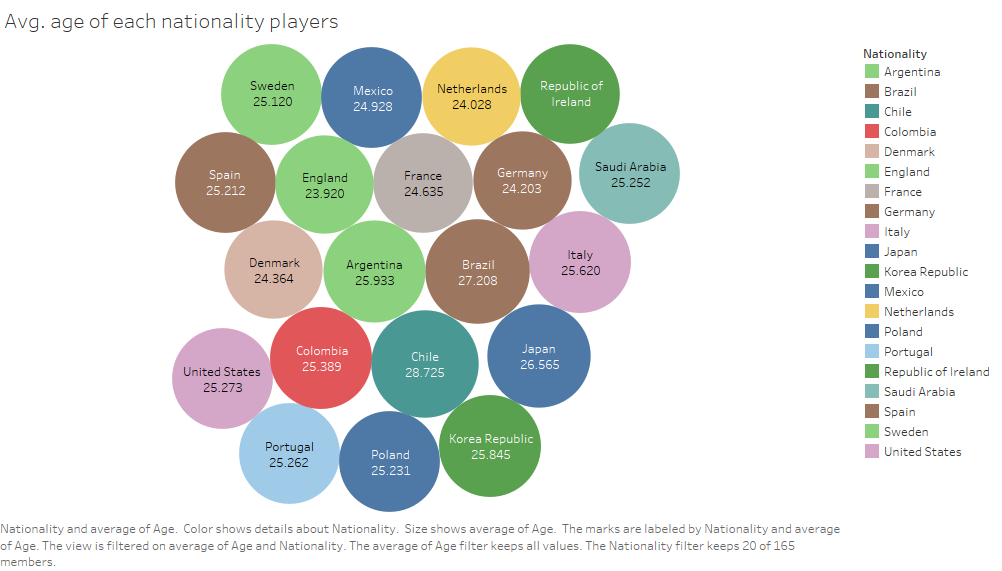 Avg. age of each nationality players
Sweden
25.120
Mexico
24.928
Netherlands
24.028
Republic of
Ireland
Spain
25.212
England
23.920
France
24.635
Germany
24.203
Saudi Arabia
25.252
Denmark
24.364
Argentina
25.933
Brazil
27.208
Italy
25.620
United States
25.273
Colombia
25.389
Chile
28.725
Japan
26.565
Portugal
25.262
Poland
25.231
Korea Republic
25.845
Nationality
Argentina
Brazil
Chile
Colombia
Denmark
England
France
Germany
Italy
Japan
Korea Republic
Mexico
Netherlands
Poland
Portugal
Republic of Ireland
Saudi Arabia
Spain
Sweden
United States
Nationality and average of Age.  Color shows details about Nationality.  Size shows average of Age.  The marks are labeled by Nationality and average
of Age. The view is filtered on average of Age and Nationality. The average of Age filter keeps all values. The Nationality filter keeps 20 of 165
members.